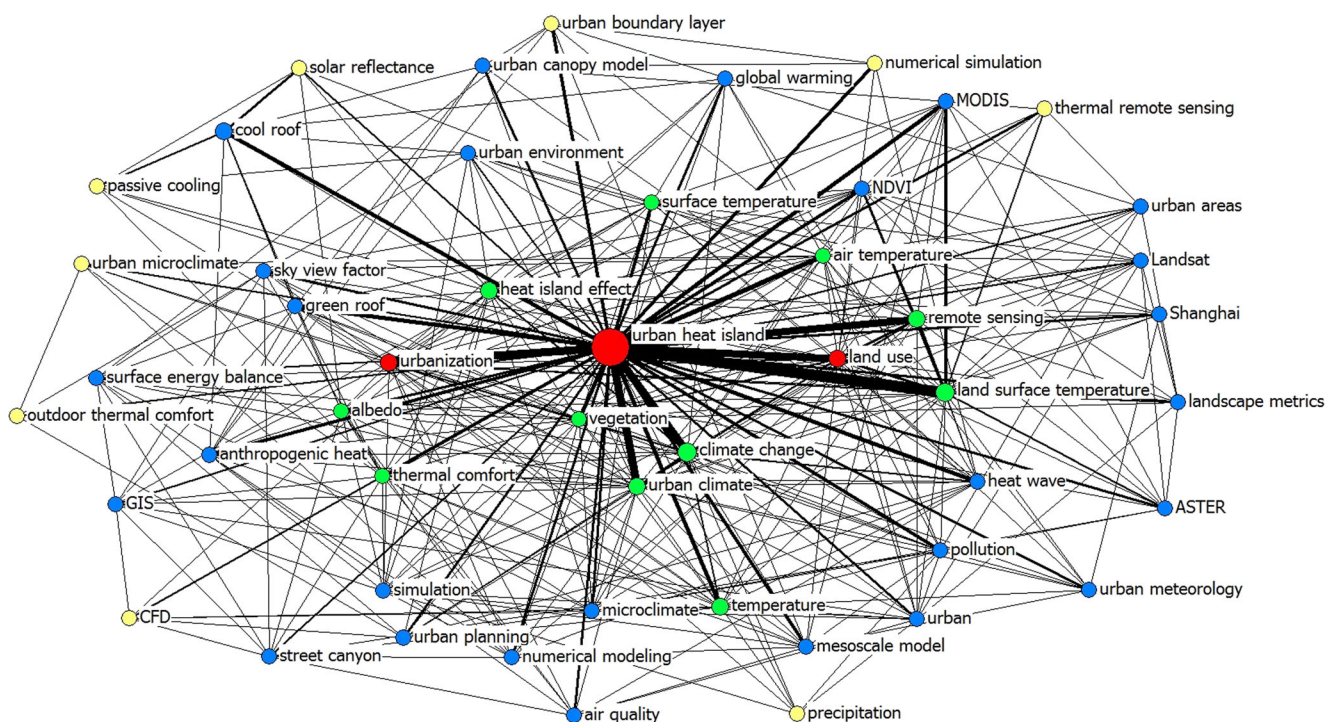 urban boundary layer
solar reflectance
urban canopy model
numerical simulation
global warming
MODIS
thermal remote sensing
cool roof
urban environment
passive cooling
NDVI
surface temperature
urban areas
air temperature
Landsat
urban microclimate
sky view factor
heat island effect
green roof
remote sensing
Shanghai
urban heat island
urbanization
land use
surface energy balance
land surface temperature
landscape metrics
outdoor thermal comfort
albedo
vegetation
anthropogenic heat
climate change
thermal comfort
urban climate
heat wave
GIS
ASTER
pollution
simulation
urban meteorology
CFD
microclimate
temperature
urban
urban planning
mesoscale model
street canyon
numerical modeling
air quality
precipitation